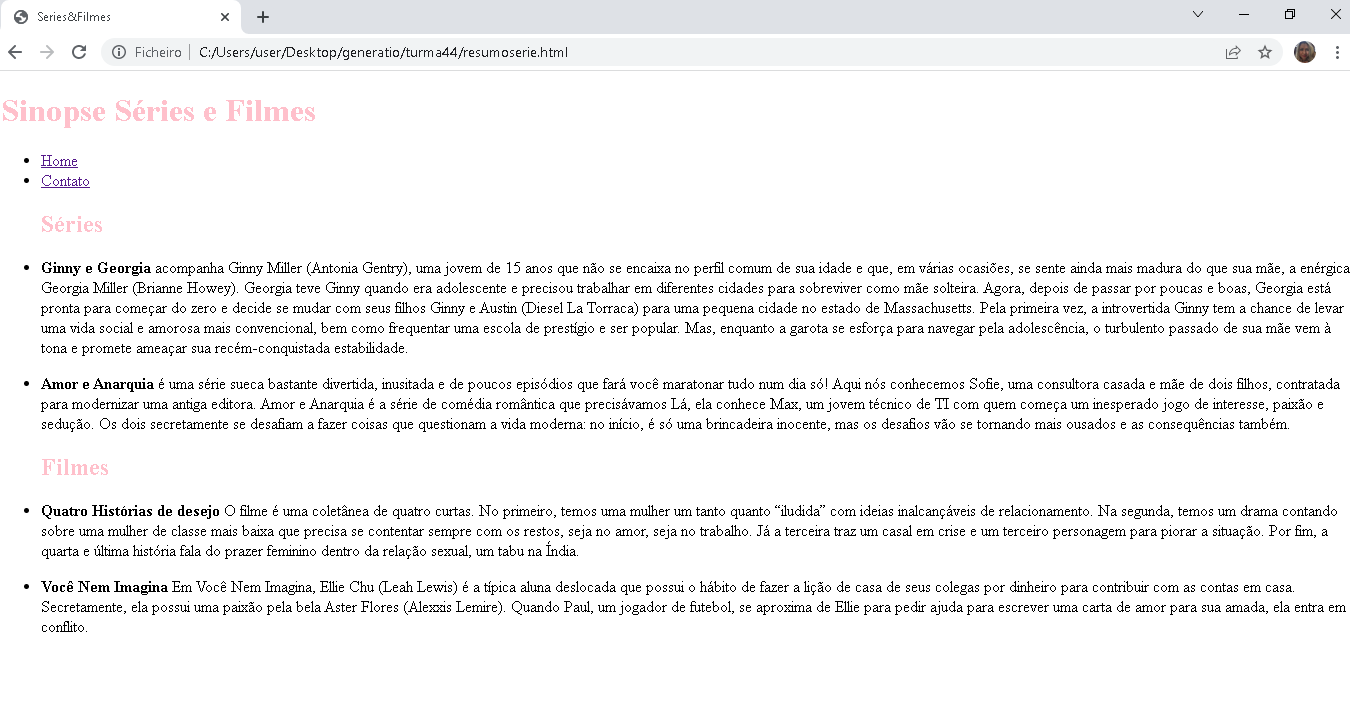 Series&Filmes
Ficheiro | C:/Users/user/Desktop/generatio/turma44/resumoserie.html
Sinopse Séries e Filmes
Home
Contato
Séries
Ginny e Georgia acompanha Ginny Miller (Antonia Gentry), uma jovem de 15 anos que não se encaixa no perfil comum de sua idade e que, em várias ocasiões, se sente ainda mais madura do que sua mãe, a enérgica
Georgia Miller (Brianne Howey). Georgia teve Ginny quando era adolescente e precisou trabalhar em diferentes cidades para sobreviver como mãe solteira. Agora, depois de passar por poucas e boas, Georgia está
pronta para começar do zero e decide se mudar com seus filhos Ginny e Austin (Diesel La Torraca) para uma pequena cidade no estado de Massachusetts. Pela primeira vez, a introvertida Ginny tem a chance de levar
uma vida social e amorosa mais convencional, bem como frequentar uma escola de prestígio e ser popular. Mas, enquanto a garota se esforça para navegar pela adolescência, o turbulento passado de sua mãe vem à
tona e promete ameaçar sua recém-conquistada estabilidade.
Amor e Anarquia é uma série sueca bastante divertida, inusitada e de poucos episódios que fará você maratonar tudo num dia só! Aqui nós conhecemos Sofie, uma consultora casada e mãe de dois filhos, contratada
para modernizar uma antiga editora. Amor e Anarquia é a série de comédia romântica que precisávamos Lá, ela conhece Max, um jovem técnico de TI com quem começa um inesperado jogo de interesse, paixão e
sedução. Os dois secretamente se desafiam a fazer coisas que questionam a vida moderna: no início, é só uma brincadeira inocente, mas os desafios vão se tornando mais ousados e as consequências também.
Filmes
Quatro Histórias de desejo O filme é uma coletânea de quatro curtas. No primeiro, temos uma mulher um tanto quanto “iludida” com ideias inalcançáveis de relacionamento. Na segunda, temos um drama contando
sobre uma mulher de classe mais baixa que precisa se contentar sempre com os restos, seja no amor, seja no trabalho. Já a terceira traz um casal em crise e um terceiro personagem para piorar a situação. Por fim, a
quarta e última história fala do prazer feminino dentro da relação sexual, um tabu na Índia.
Você Nem Imagina Em Você Nem Imagina, Ellie Chu (Leah Lewis) é a típica aluna deslocada que possui o hábito de fazer a lição de casa de seus colegas por dinheiro para contribuir com as contas em casa.
Secretamente, ela possui uma paixão pela bela Aster Flores (Alexxis Lemire). Quando Paul, um jogador de futebol, se aproxima de Ellie para pedir ajuda para escrever uma carta de amor para sua amada, ela entra em
conflito.